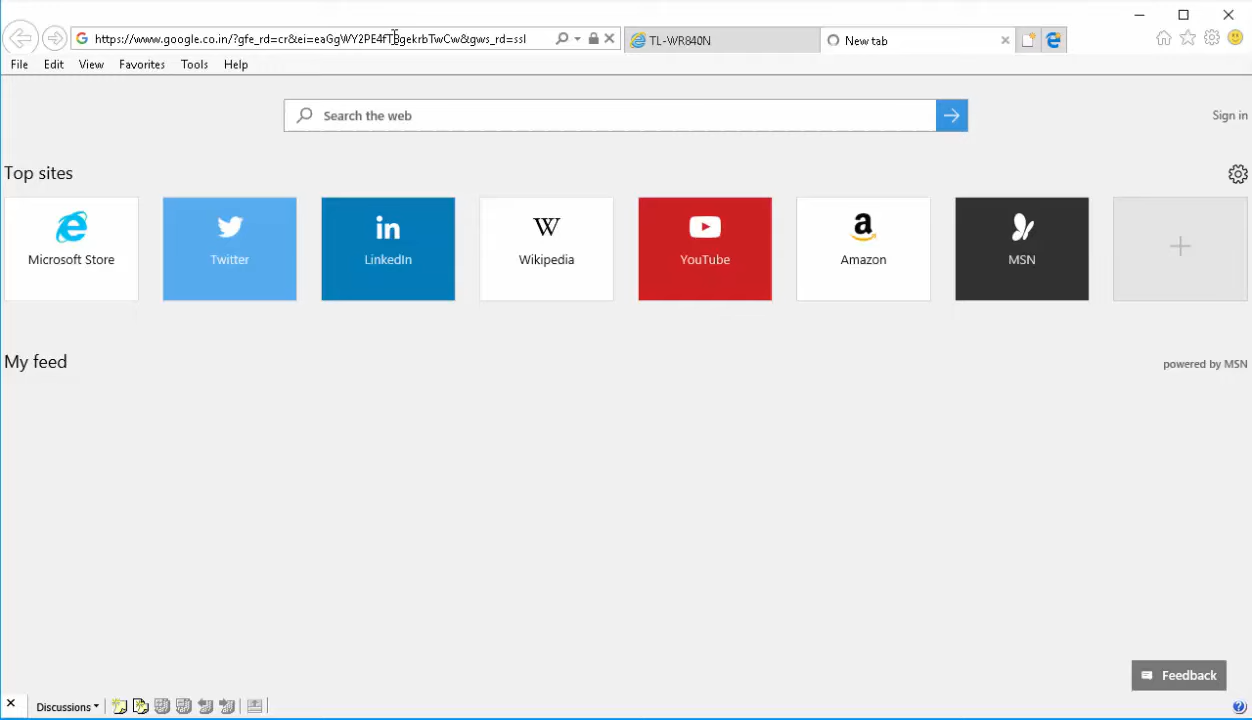 https://www.google.co.in/?gfe_rd=cr&ei=eaGgWY2PE4fT8gekrbTwCw&gws_rd=ssl
TL-WR840N
New tab
File Edit View Favorites Tools Help
Search the web
Sign in
Top sites
Microsoft Store
Twitter
LinkedIn
Wikipedia
YouTube
Amazon
MSN
My feed
powered by MSN
Feedback
Discussions